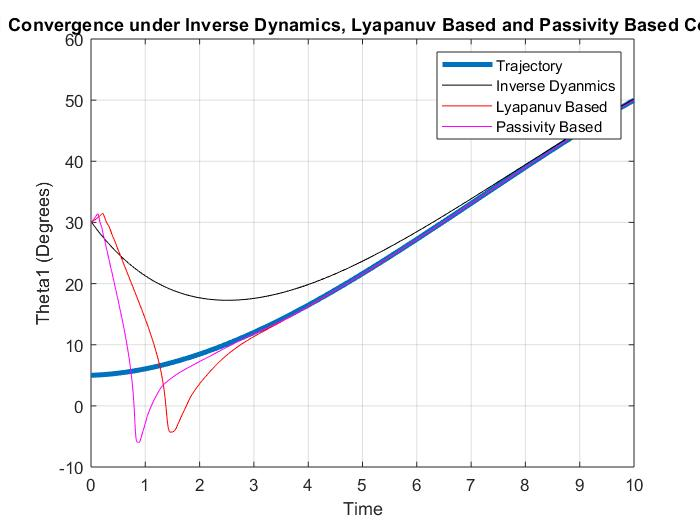 Convergence under Inverse Dynamics, Lyapanuv Based and Passivity Based Co
60
50
40
30
20
10
0
-10
Theta1 (Degrees)
Trajectory
Inverse Dyanmics
Lyapanuv Based
Passivity Based
0 1 2 3 4 5 6 7 8 9 10
Time